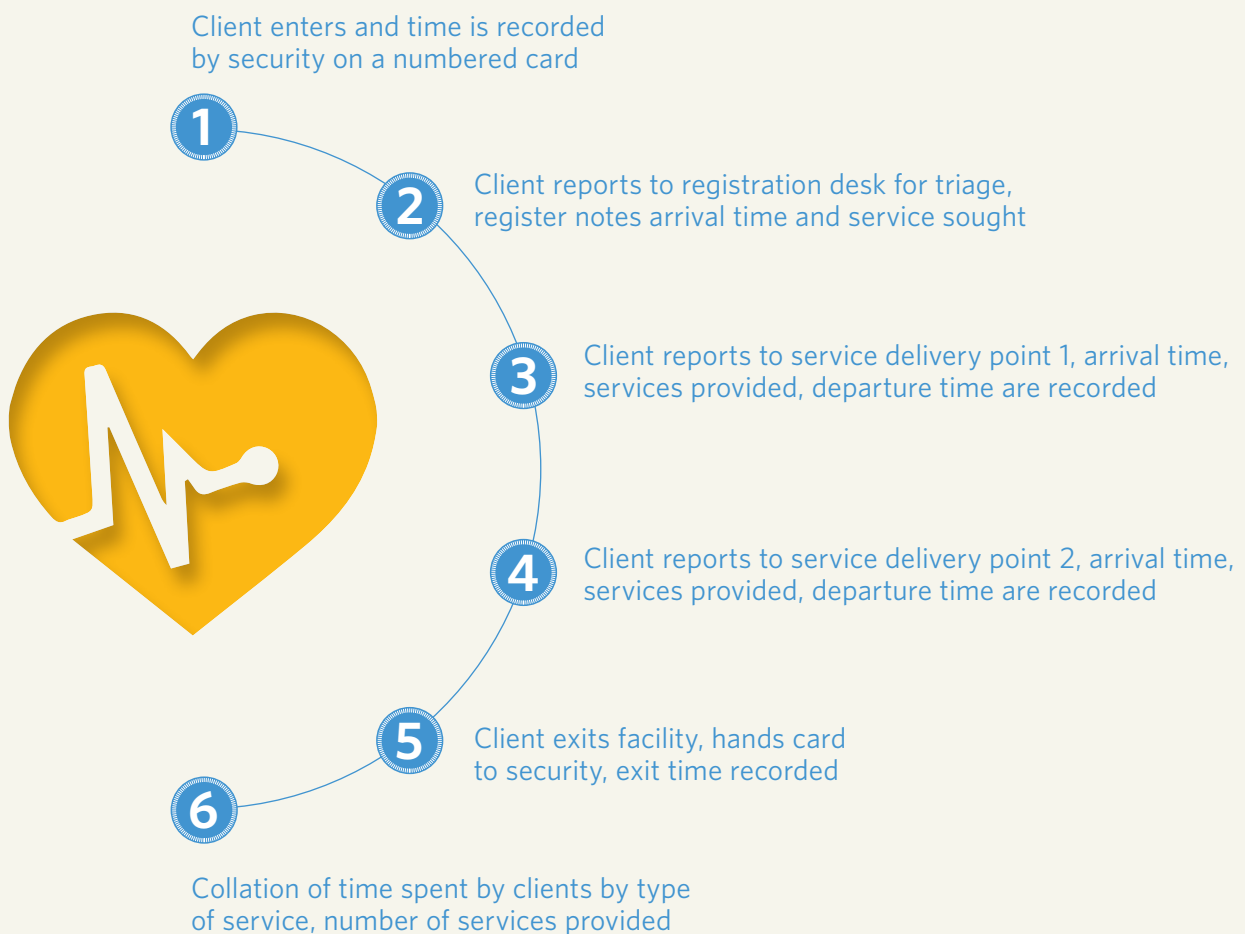 Client enters and time is recorded
by security on a numbered card
1
2
Client reports to registration desk for triage,
register notes arrival time and service sought
3
Client reports to service delivery point 1, arrival time,
services provided, departure time are recorded
4
Client reports to service delivery point 2, arrival time,
services provided, departure time are recorded
5
Client exits facility, hands card
to security, exit time recorded
6
Collation of time spent by clients by type
of service, number of services provided